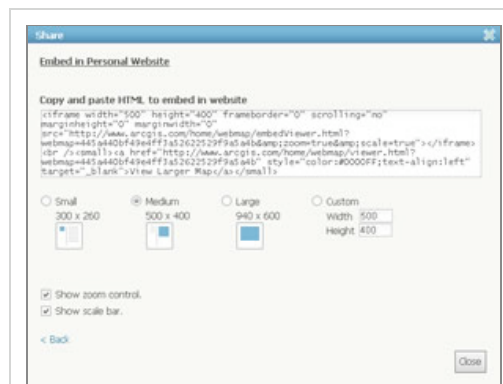 Share
Embed in Personal Website
Copy and paste HTML to embed in website
<iframe width="500" height="400" frameborder="0" scrolling="no"
marginheight="0" marginwidth="0"
src="http://www.arcgis.com/home/webmap/embedViewer.html?
webmap=445a440bf49e4ff3a52622529f9a5a4b&amp;zoom=true&amp;scale=true"></iframe>
<br /><small><a href="http://www.arcgis.com/home/webmap/viewer.html?
webmap=445a440bf49e4ff3a52622529f9a5a4b" style="color:#0000FF;text-align:left"
target="_blank">View Larger Map</a></small>
Small Medium Large Custom
300 x 260 500 x 400 940 x 600 Width 500
Height 400
Show zoom control.
Show scale bar.
< Back
Close